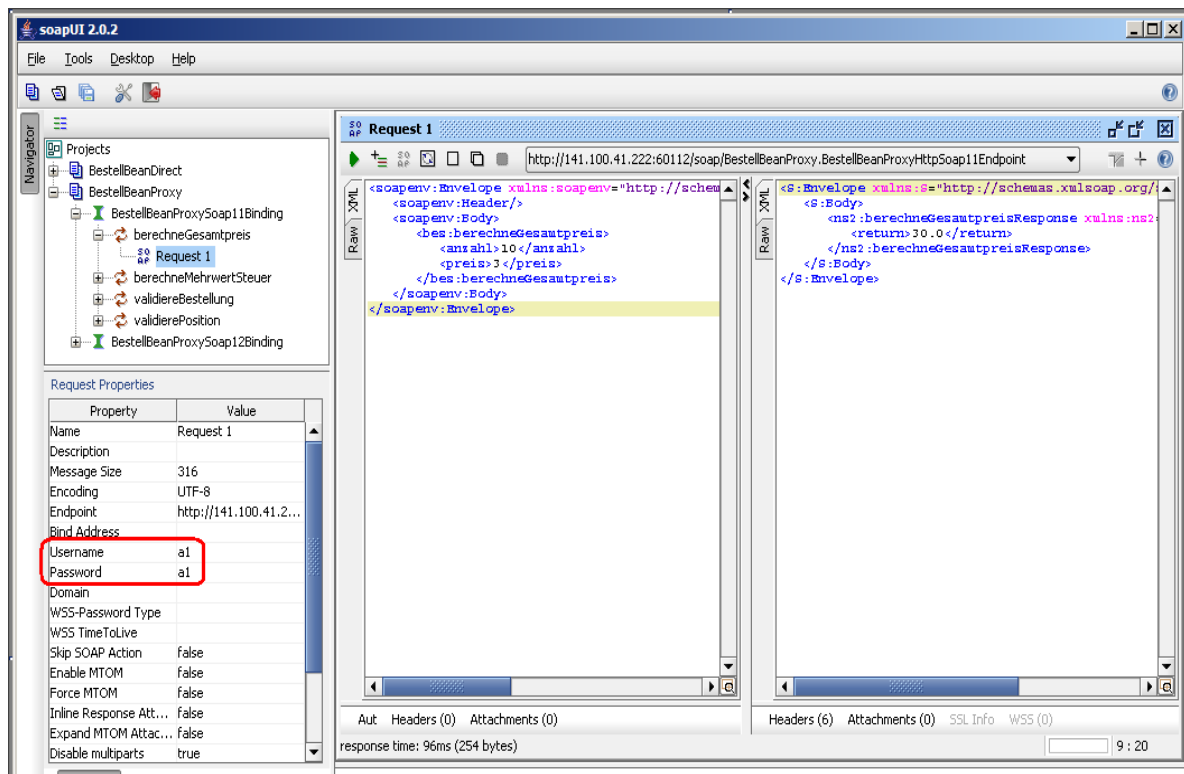 soapUI 2.0.2
File Tools Desktop Help
Navigator
Projects
BestellBeanDirect
BestellBeanProxy
BestellBeanProxySoap11Binding
berechneGesamtpreis
Request 1
berechneMehrwertSteuer
validiereBestellung
validierePosition
BestellBeanProxySoap12Binding
Request Properties
Property Value
Name Request 1
Description
Message Size 316
Encoding UTF-8
Endpoint http://141.100.41.2...
Bind Address
Username a1
Password a1
Domain
WSS-Password Type
WSS TimeToLive
Skip SOAP Action false
Enable MTOM false
Force MTOM false
Inline Response Att... false
Expand MTOM Attac... false
Disable multiparts true
SO AP Request 1
http://141.100.41.222:60112/soap/BestellBeanProxy.BestellBeanProxyHttpSoap11Endpoint
XML
Raw
<soapenv:Envelope xmlns:soapenv="http://schem
<soapenv:Header/>
<soapenv:Body>
<bes:berechneGesamtpreis>
<anzahl>10</anzahl>
<preis>3</preis>
</bes:berechneGesamtpreis>
</soapenv:Body>
</soapenv:Envelope>
Aut Headers (0) Attachments (0)
XML
Raw
<S:Envelope xmlns:S="http://schemas.xmlsoap.org/
<S:Body>
<ns2:berechneGesamtpreisResponse xmlns:ns2
<return>30.0</return>
</ns2:berechneGesamtpreisResponse>
</S:Body>
</S:Envelope>
Headers (6) Attachments (0) SSL Info WSS (0)
response time: 96ms (254 bytes)
9 : 20